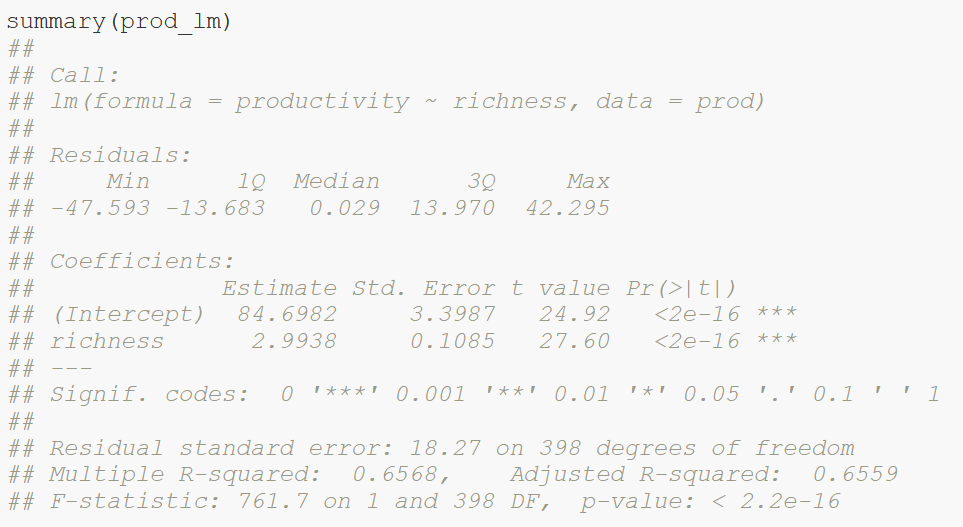 summary(prod_lm)
##
## Call:
## lm(formula = productivity ~ richness, data = prod)
##
## Residuals:
##     Min      1Q  Median      3Q     Max
## -47.593 -13.683   0.029  13.970  42.295
##
## Coefficients:
##             Estimate Std. Error t value Pr(>|t|)
## (Intercept)  84.6982     3.3987   24.92   <2e-16 ***
## richness      2.9938     0.1085   27.60   <2e-16 ***
## ---
## Signif. codes:  0 '***' 0.001 '**' 0.01 '*' 0.05 '.' 0.1 ' ' 1
##
## Residual standard error: 18.27 on 398 degrees of freedom
## Multiple R-squared:  0.6568,    Adjusted R-squared:  0.6559
## F-statistic: 761.7 on 1 and 398 DF,  p-value: < 2.2e-16